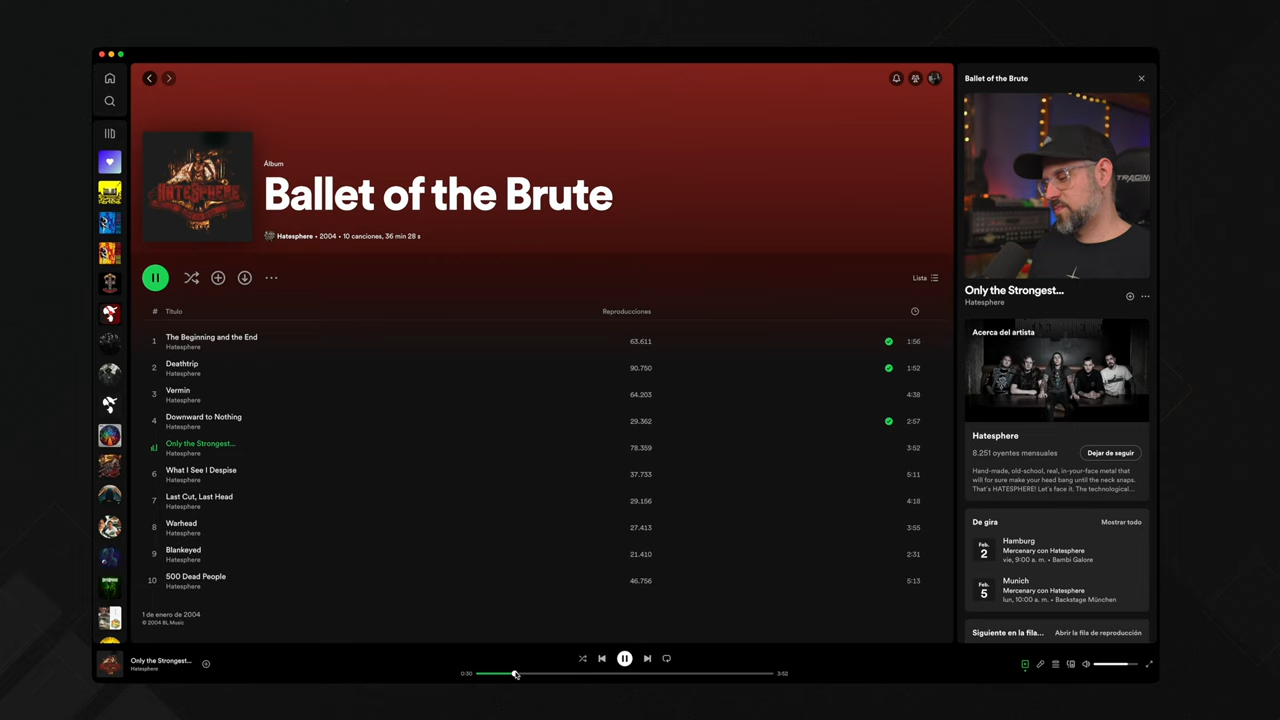 Álbum
Ballet of the Brute
Hatesphere • 2004 • 10 canciones, 36 min 28 s
Lista
# Título Reproducciones
1 The Beginning and the End 63.611 1:56
Hatesphere
2 Deathtrip 90.750 1:52
Hatesphere
3 Vermin 64.203 4:38
Hatesphere
4 Downward to Nothing 29.362 2:57
Hatesphere
Only the Strongest... 78.359 3:52
Hatesphere
6 What I See I Despise 37.733 5:11
Hatesphere
7 Last Cut, Last Head 29.156 4:18
Hatesphere
8 Warhead 27.413 3:55
Hatesphere
9 Blankeyed 21.410 2:31
Hatesphere
10 500 Dead People 46.756 5:13
Hatesphere
1 de enero de 2004
© 2004 BL Music
Ballet of the Brute
HATESPHERE
TRAGIN
Only the Strongest...
Hatesphere
Acerca del artista
Hatesphere
8.251 oyentes mensuales
Dejar de seguir
Hand-made, old-school, real, in-your-face metal that
will for sure make your head bang until the neck snaps.
That's HATESPHERE! Let's face it. The technological...
De gira Mostrar todo
Feb. 2 Hamburg
Mercenary con Hatesphere
vie, 9:00 a. m. • Bambi Galore
Feb. 5 Munich
Mercenary con Hatesphere
lun, 10:00 a. m. • Backstage München
Siguiente en la fila... Abrir la fila de reproducción
Only the Strongest...
Hatesphere
0:30 3:52